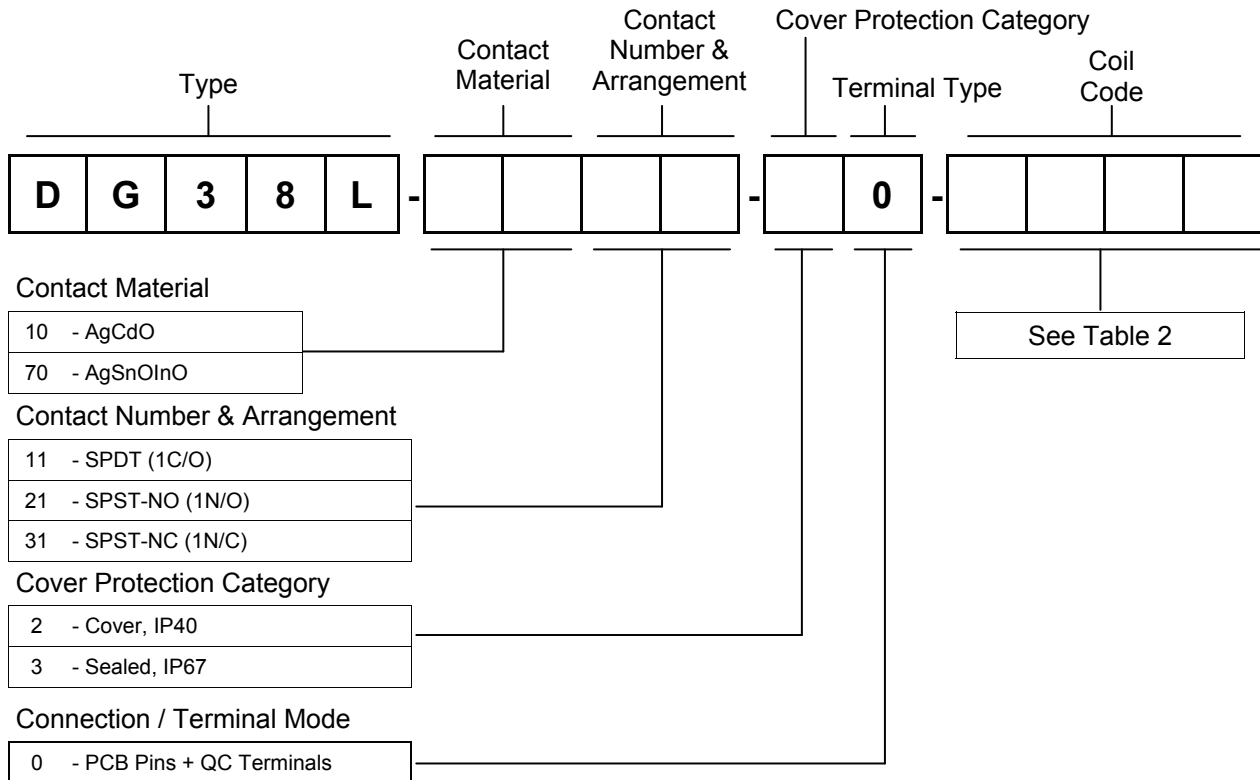 Type
Contact
Material
Contact
Number &
Arrangement
Cover Protection Category
Terminal Type
Coil
Code
D G 3 8 L - - 0 -
Contact Material
10 - AgCdO
70 - AgSnOInO
See Table 2
Contact Number & Arrangement
11 - SPDT (1C/O)
21 - SPST-NO (1N/O)
31 - SPST-NC (1N/C)
Cover Protection Category
2 - Cover, IP40
3 - Sealed, IP67
Connection / Terminal Mode
0 - PCB Pins + QC Terminals